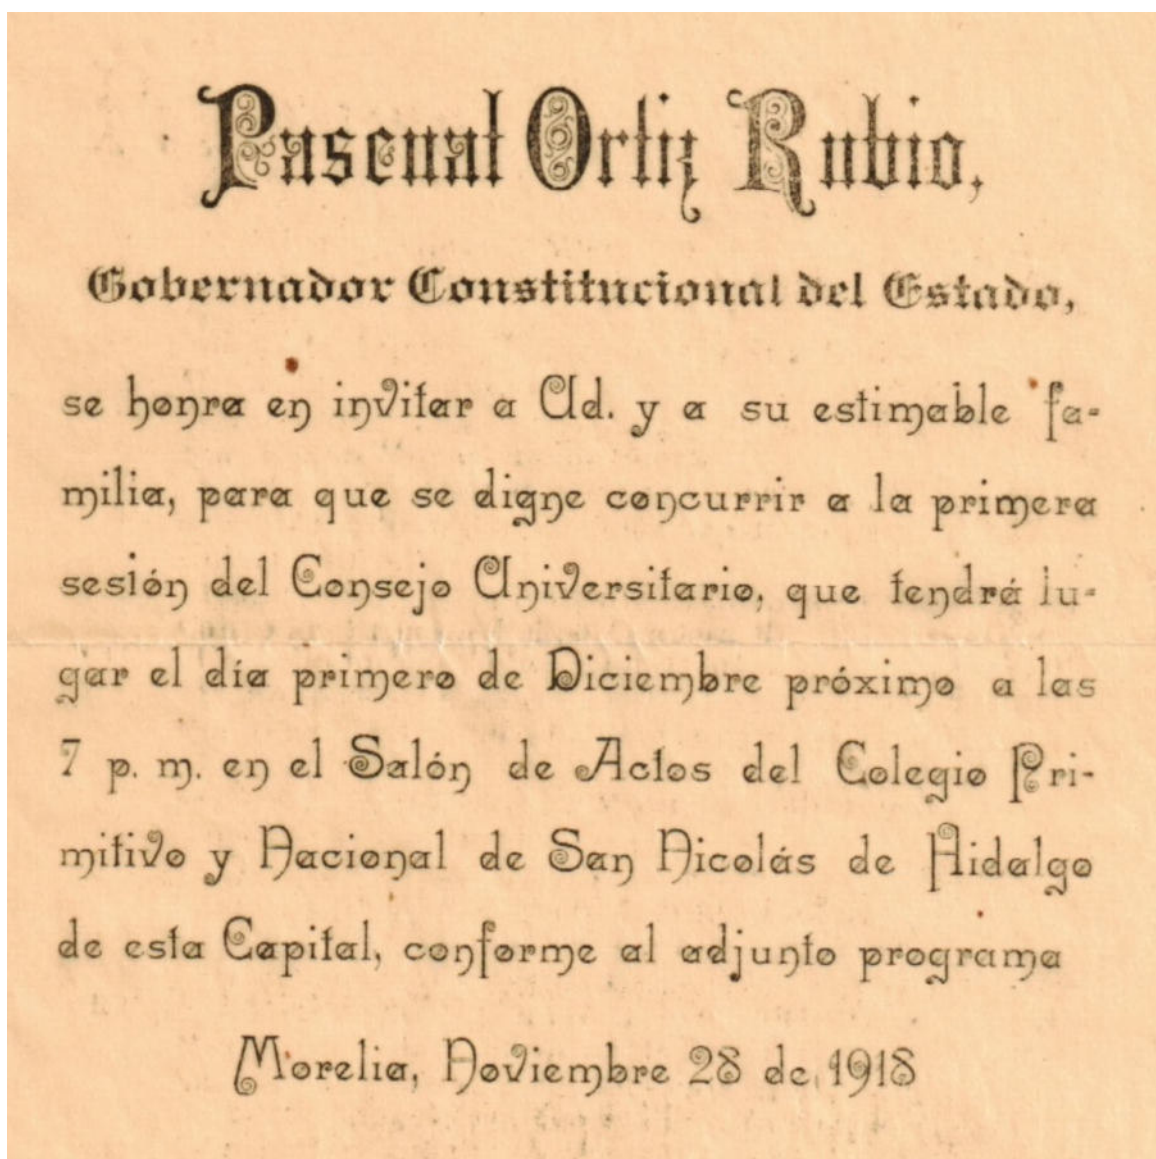 Pascual Ortiz Rubio,
Gobernador Constitucional del Estado,
se honra en invitar a Ud. y a su estimable fa-
milia, para que se digne concurrir a la primera
sesión del Consejo Universitario, que tendrá lu-
gar el día primero de Diciembre próximo a las
7 p. m. en el Salón de Actos del Colegio Pri-
mitivo y Nacional de San Nicolás de Hidalgo
de esta Capital, conforme al adjunto programa
Morelia, Noviembre 28 de 1918